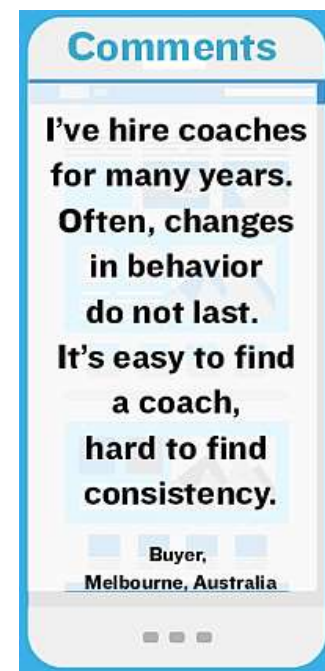 Comments
I’ve hire coaches
for many years.
Often, changes
in behavior
do not last.
It’s easy to find
a coach,
hard to find
consistency.
Buyer,
Melbourne, Australia